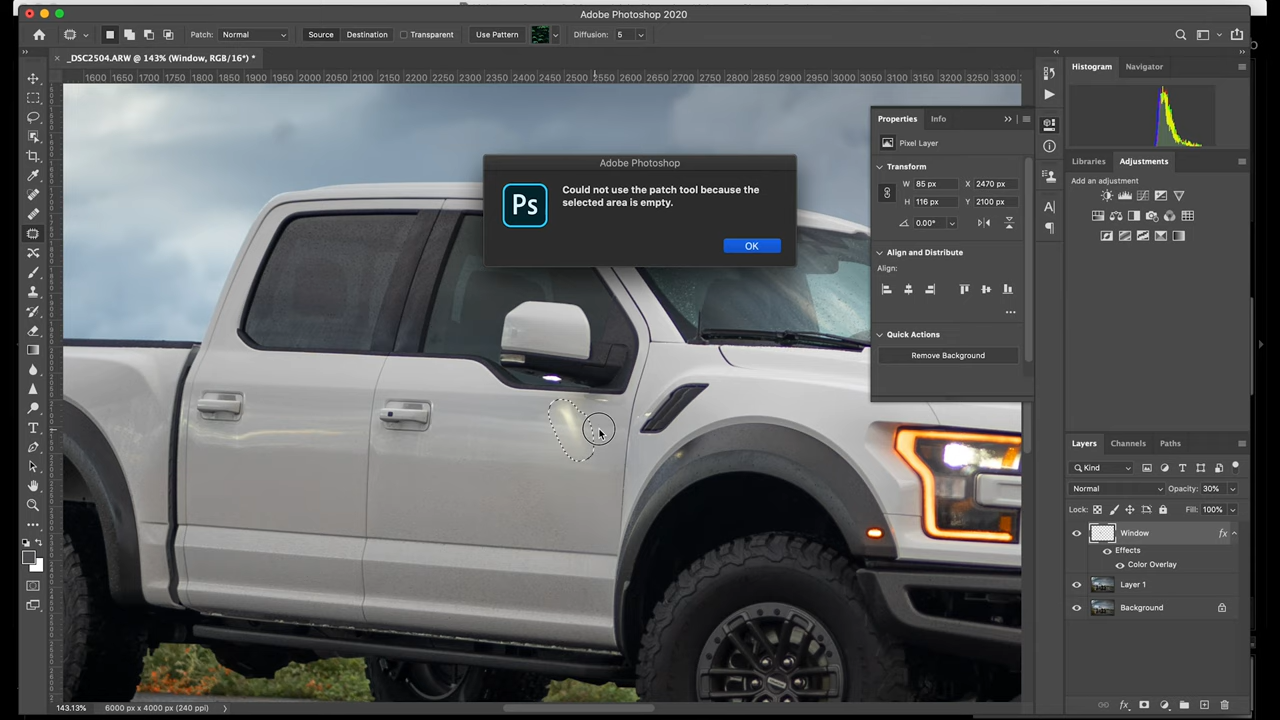 Adobe Photoshop 2020
Patch: Normal Source Destination Transparent Use Pattern Diffusion: 5
× _DSC2504.ARW @ 143% (Window, RGB/16*) *
1600 1650 1700 1750 1800 1850 1900 1950 2000 2050 2100 2150 2200 2250 2300 2350 2400 2450 2500 2550 2600 2650 2700 2750 2800 2850 2900 2950 3000 3050 3100 3150 3200 3250 3300
Histogram Navigator
Properties Info
Pixel Layer
Transform
W 85 px X 2470 px
H 116 px Y 2100 px
0.00°
Align and Distribute
Align:
Quick Actions
Remove Background
Libraries Adjustments
Add an adjustment
Adobe Photoshop
Ps
Could not use the patch tool because the
selected area is empty.
OK
Layers Channels Paths
Kind
Normal Opacity: 30%
Lock: Fill: 100%
Window fx
Effects
Color Overlay
Layer 1
Background
143.13% 6000 px x 4000 px (240 ppi)
fx